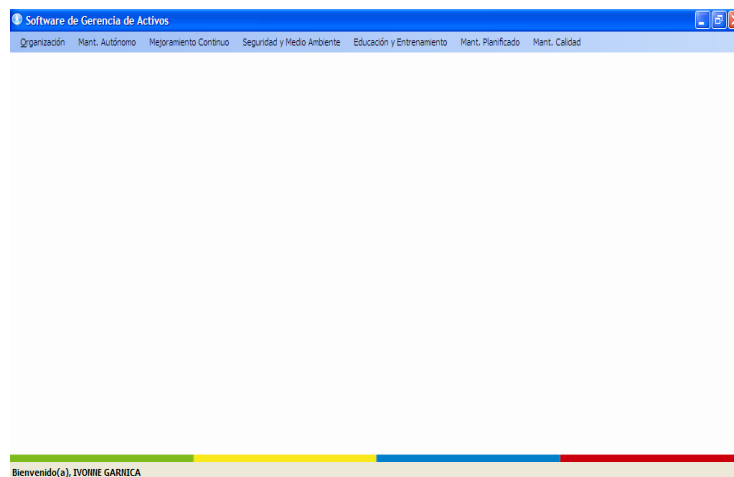 Software de Gerencia de Activos
Organización Mant. Autónomo Mejoramiento Continuo Seguridad y Medio Ambiente Educación y Entrenamiento Mant. Planificado Mant. Calidad
Bienvenido(a), IVONNE GARNICA